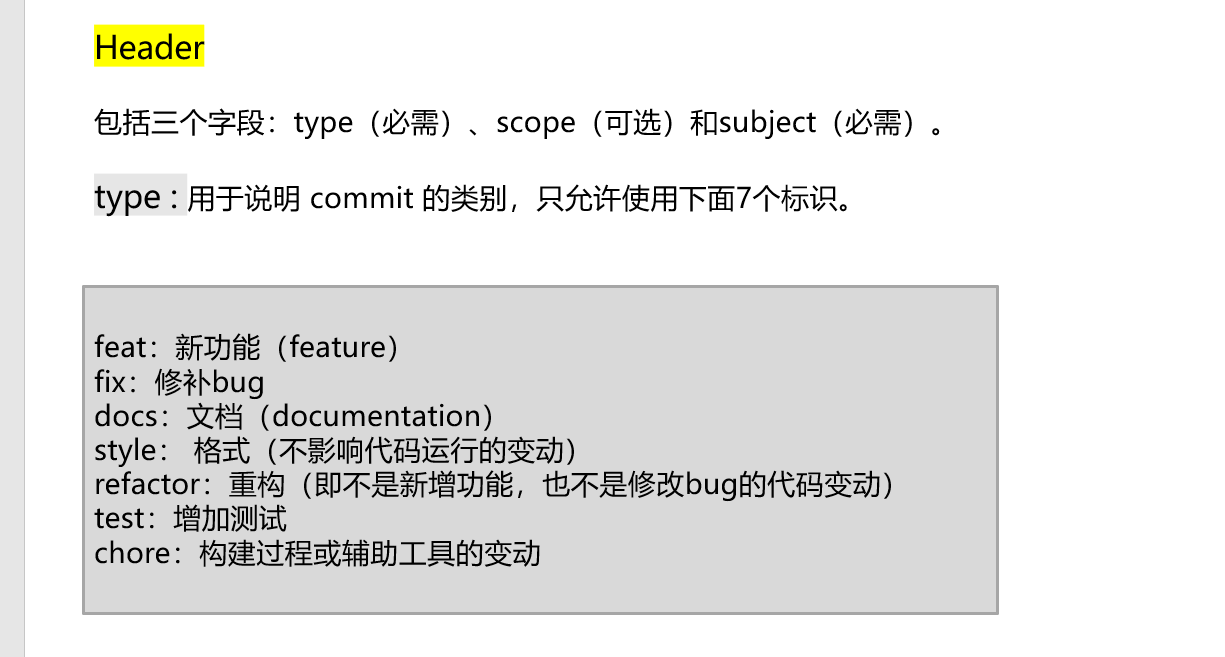 Header
包括三个字段：type（必需）、scope（可选）和subject（必需）。
type : 用于说明 commit 的类别，只允许使用下面7个标识。
feat：新功能（feature）
fix：修补bug
docs：文档（documentation）
style： 格式（不影响代码运行的变动）
refactor：重构（即不是新增功能，也不是修改bug的代码变动）
test：增加测试
chore：构建过程或辅助工具的变动